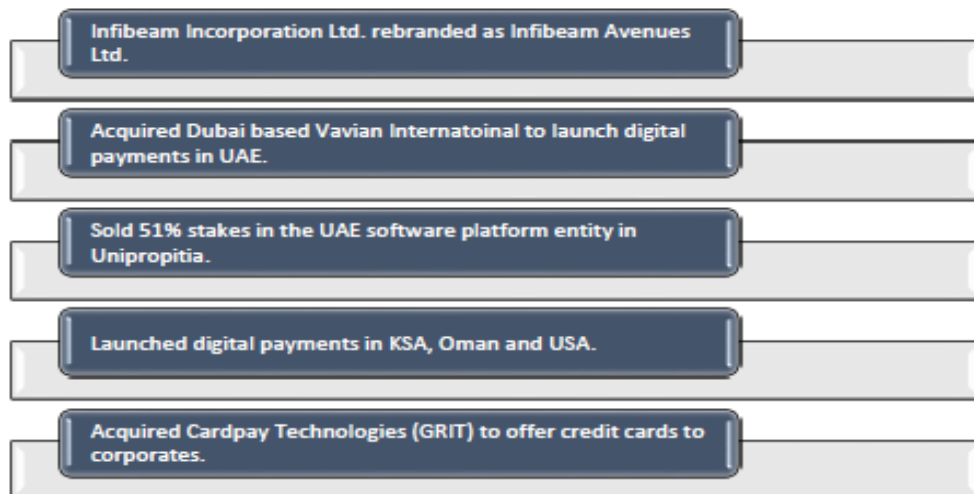 Infibeam Incorporation Ltd. rebranded as Infibeam Avenues
Ltd.
Acquired Dubai based Vavian Internatoinal to launch digital
payments in UAE.
Sold 51% stakes in the UAE software platform entity in
Unipropitia.
Launched digital payments in KSA, Oman and USA.
Acquired Cardpay Technologies (GRIT) to offer credit cards to
corporates.